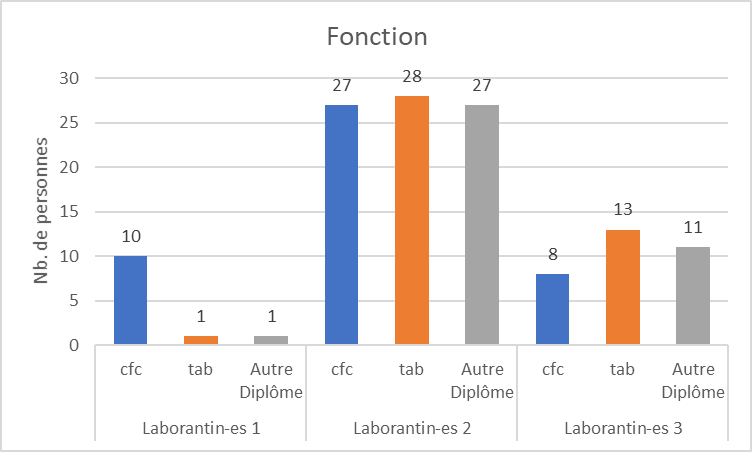 Fonction
Nb. de personnes
30
25
20
15
10
5
0
10
1
1
27
28
27
8
13
11
cfc
tab
Autre
Diplôme
cfc
tab
Autre
Diplôme
cfc
tab
Autre
Diplôme
Laborantin-es 1
Laborantin-es 2
Laborantin-es 3